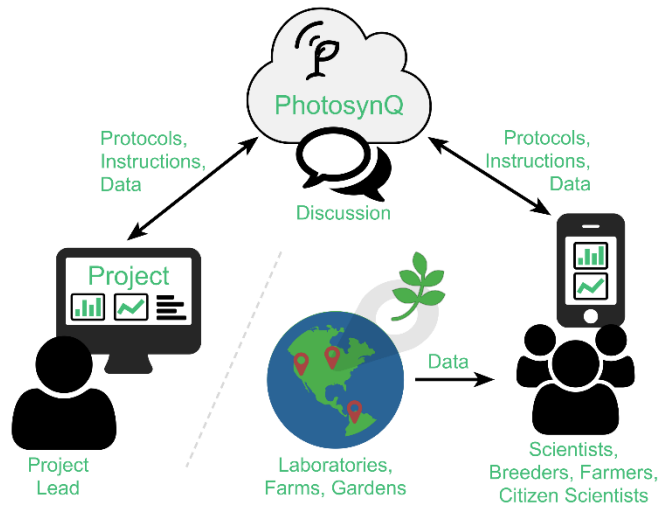 PhotosynQ
Discussion
Protocols,
Instructions,
Data
Protocols,
Instructions,
Data
Project
Project
Lead
Laboratories,
Farms, Gardens
Data
Scientists,
Breeders, Farmers,
Citizen Scientists